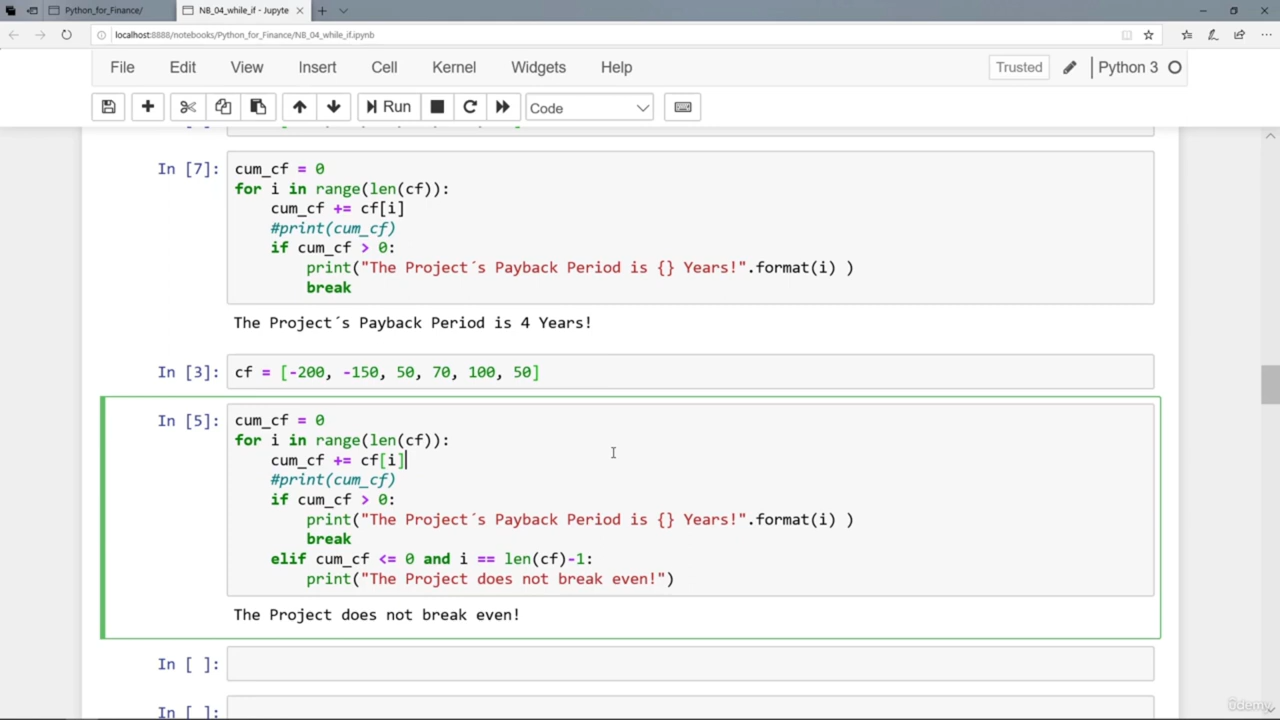 Python_for_Finance/
NB_04_while_if - Jupyte
localhost:8888/notebooks/Python_for_Finance/NB_04_while_if.ipynb
File Edit View Insert Cell Kernel Widgets Help Trusted Python 3
Run Code
In [7]: cum_cf = 0
for i in range(len(cf)):
    cum_cf += cf[i]
    #print(cum_cf)
    if cum_cf > 0:
        print("The Project´s Payback Period is {} Years!".format(i) )
        break
The Project´s Payback Period is 4 Years!
In [3]: cf = [-200, -150, 50, 70, 100, 50]
In [5]: cum_cf = 0
for i in range(len(cf)):
    cum_cf += cf[i]
    #print(cum_cf)
    if cum_cf > 0:
        print("The Project´s Payback Period is {} Years!".format(i) )
        break
    elif cum_cf <= 0 and i == len(cf)-1:
        print("The Project does not break even!")
The Project does not break even!
In [ ]:
In [ ]:
ûdemy